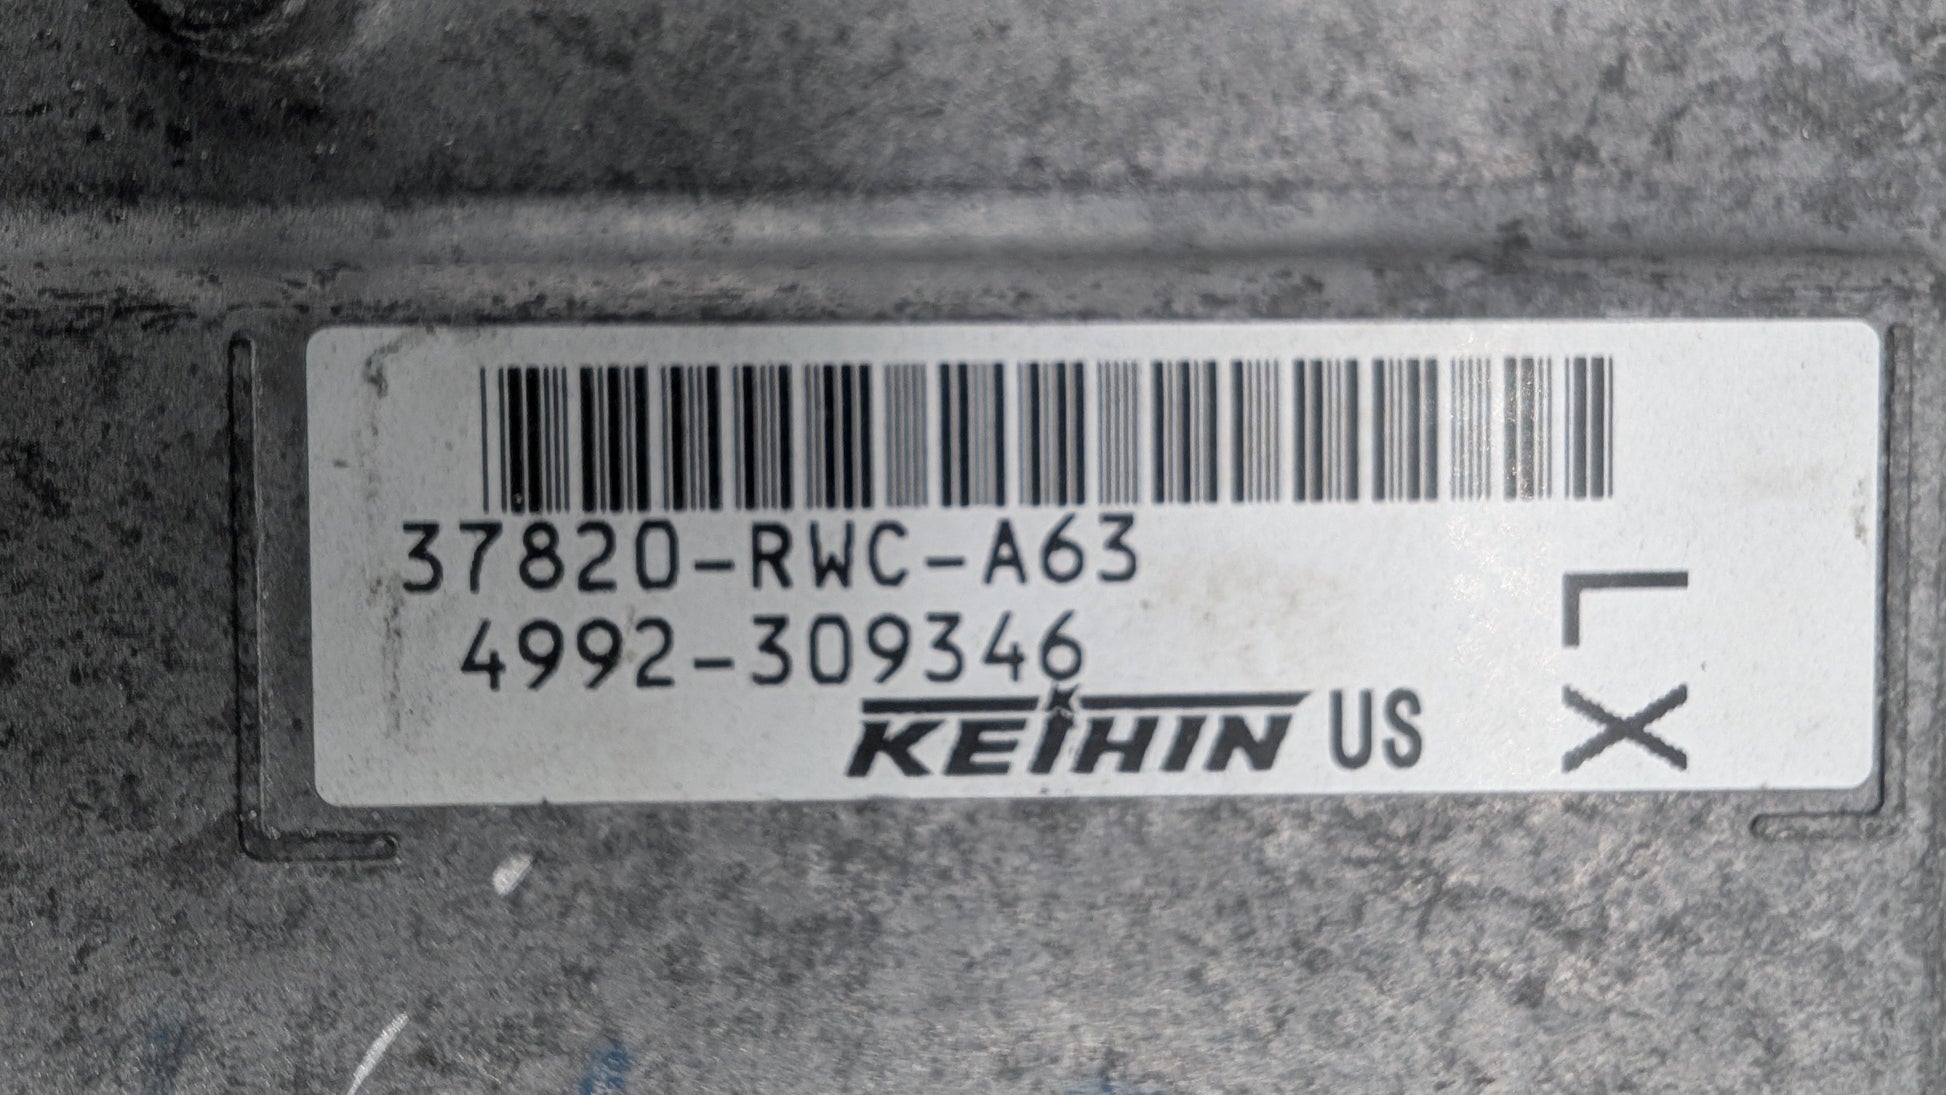 37820-RWC-A63
4992-309346
KEIHIN US
LX